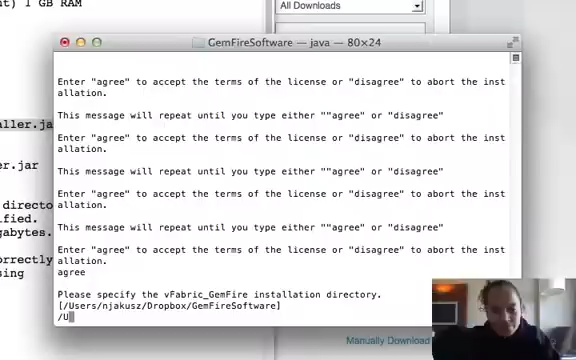 nt) 1 GB RAM
All Downloads
GemFireSoftware — java — 80×24
Enter "agree" to accept the terms of the license or "disagree" to abort the inst
allation.
This message will repeat until you type either ""agree" or "disagree"
Enter "agree" to accept the terms of the license or "disagree" to abort the inst
allation.
This message will repeat until you type either ""agree" or "disagree"
Enter "agree" to accept the terms of the license or "disagree" to abort the inst
allation.
This message will repeat until you type either ""agree" or "disagree"
Enter "agree" to accept the terms of the license or "disagree" to abort the inst
allation.
agree
Please specify the vFabric_GemFire installation directory.
[/Users/njakusz/Dropbox/GemFireSoftware]
/U
aller.ja
er.jar
directo
ified.
gabytes.
orrectly
sing
Manually Download